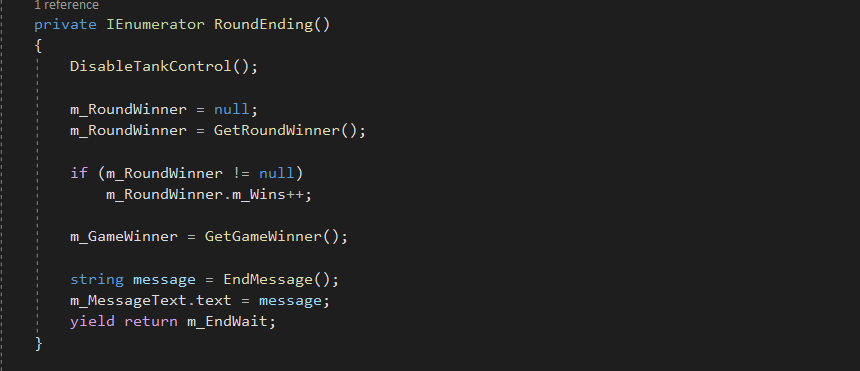 1 reference
private IEnumerator RoundEnding()
{
DisableTankControl();
m_RoundWinner = null;
m_RoundWinner = GetRoundWinner();
if (m_RoundWinner != null)
m_RoundWinner.m_Wins++;
m_GameWinner = GetGameWinner();
string message = EndMessage();
m_MessageText.text = message;
yield return m_EndWait;
}